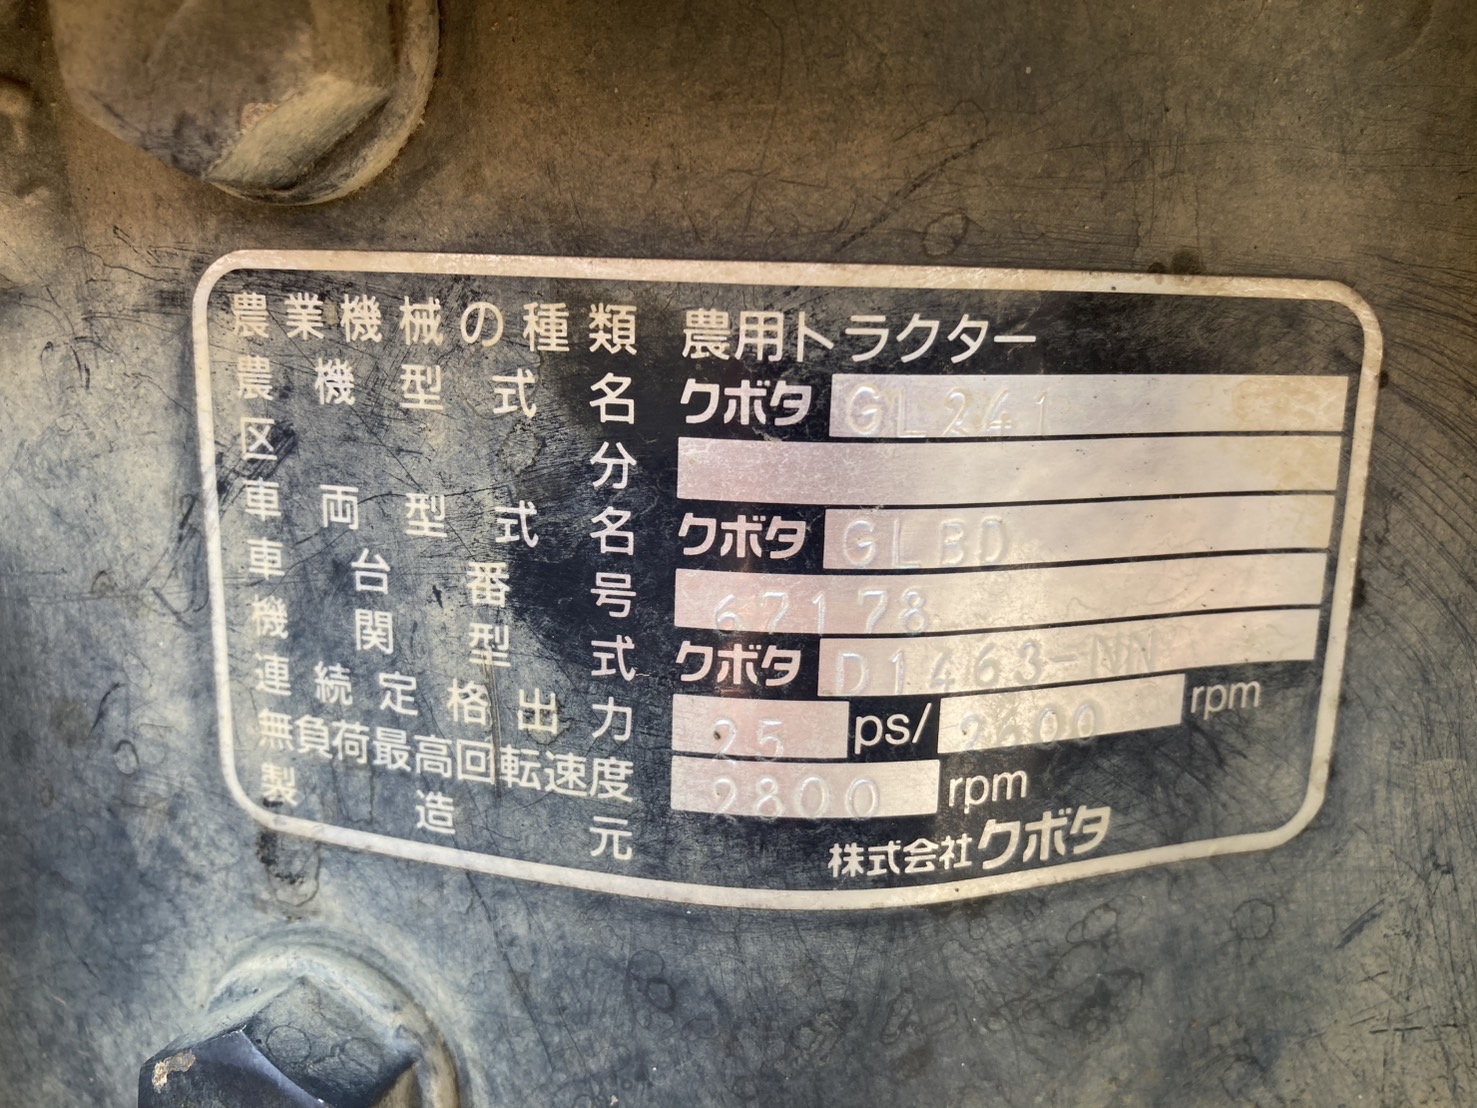 農業機械の種類 農用トラクター
農機型式名 クボタ GL241
区分
車両型式名 クボタ GLBD
車台番号 67178
機関型式 クボタ D1463-NN
連続定格出力 25 ps/2600 rpm
無負荷最高回転速度 2800 rpm
製造元 株式会社クボタ